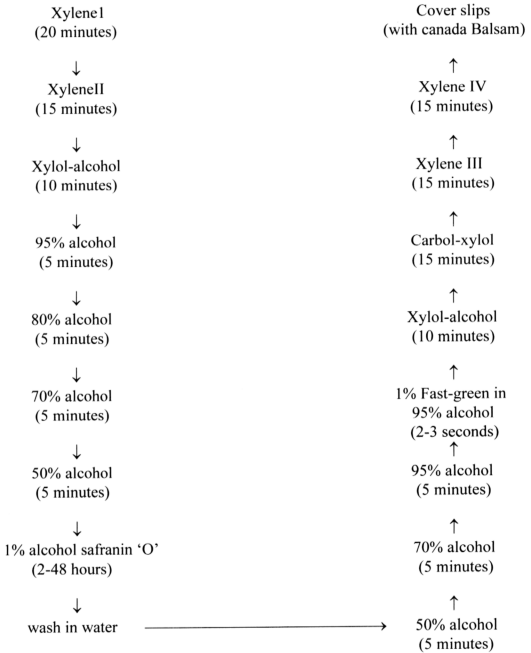 Xylene1
(20 minutes)
↓
XyleneII
(15 minutes)
↓
Xylol-alcohol
(10 minutes)
↓
95% alcohol
(5 minutes)
↓
80% alcohol
(5 minutes)
↓
70% alcohol
(5 minutes)
↓
50% alcohol
(5 minutes)
↓
1% alcohol safranin ‘O’
(2-48 hours)
↓
wash in water
→
50% alcohol
(5 minutes)
↑
70% alcohol
(5 minutes)
↑
95% alcohol
(5 minutes)
↑
1% Fast-green in
95% alcohol
(2-3 seconds)
↑
Xylol-alcohol
(10 minutes)
↑
Carbol-xylol
(15 minutes)
↑
Xylene III
(15 minutes)
↑
Xylene IV
(15 minutes)
↑
Cover slips
(with canada Balsam)